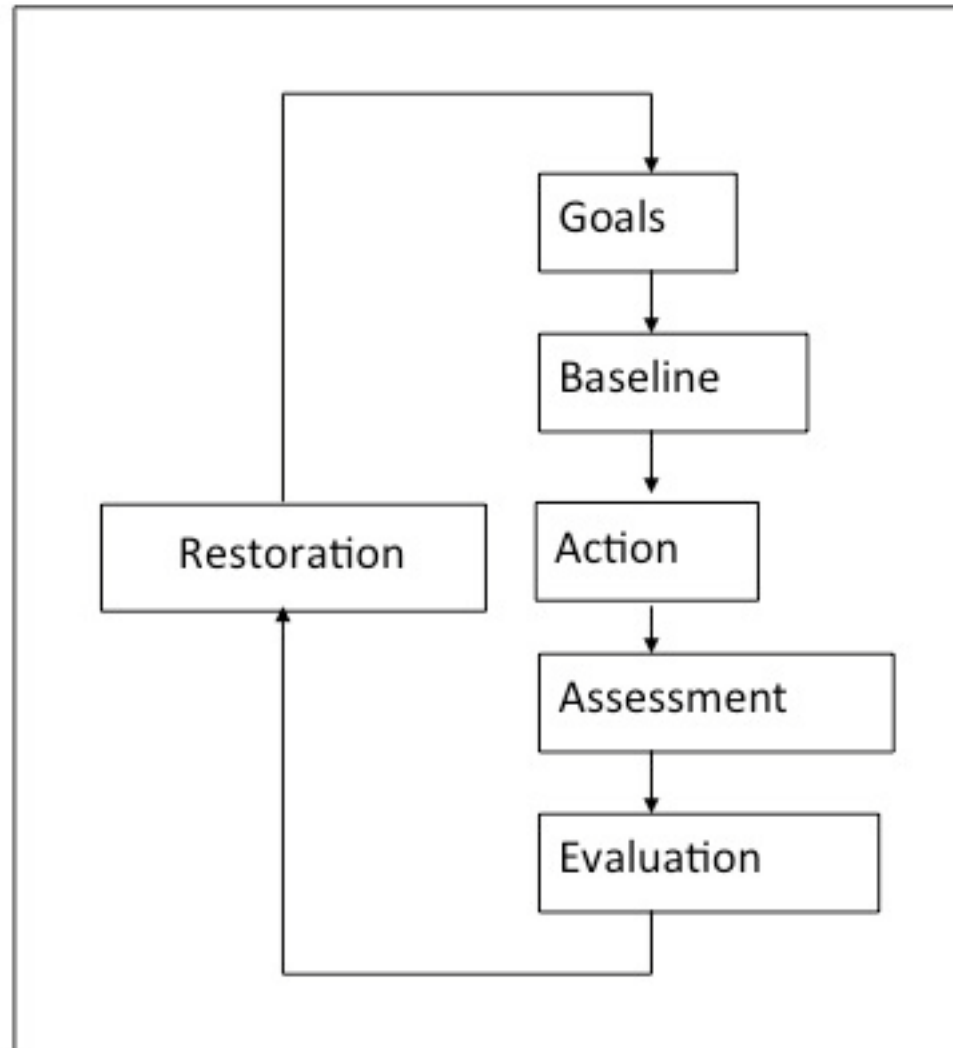 Goals
Baseline
Restoration
Action
Assessment
Evaluation